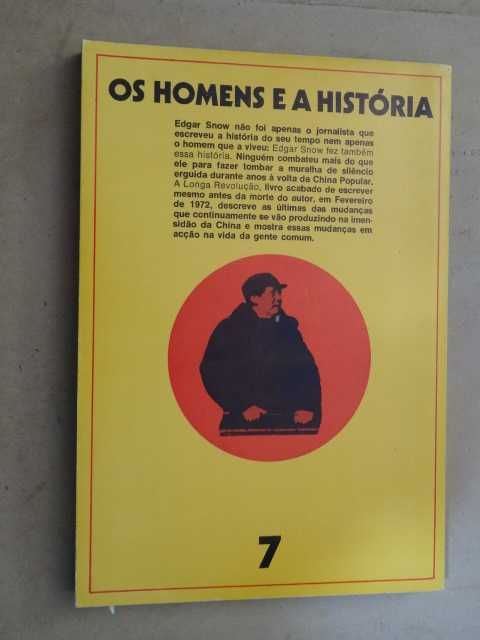 OS HOMENS E A HISTÓRIA
Edgar Snow não foi apenas o jornalista que
escreveu a história do seu tempo nem apenas
o homem que a viveu: Edgar Snow fez também
essa história. Ninguém combateu mais do que
ele para fazer tombar a muralha de silêncio
erguida durante anos à volta da China Popular.
A Longa Revolução, livro acabado de escrever
mesmo antes da morte do autor, em Fevereiro
de 1972, descreve as últimas das mudanças
que continuamente se vão produzindo na imen-
sidão da China e mostra essas mudanças em
acção na vida da gente comum.
7